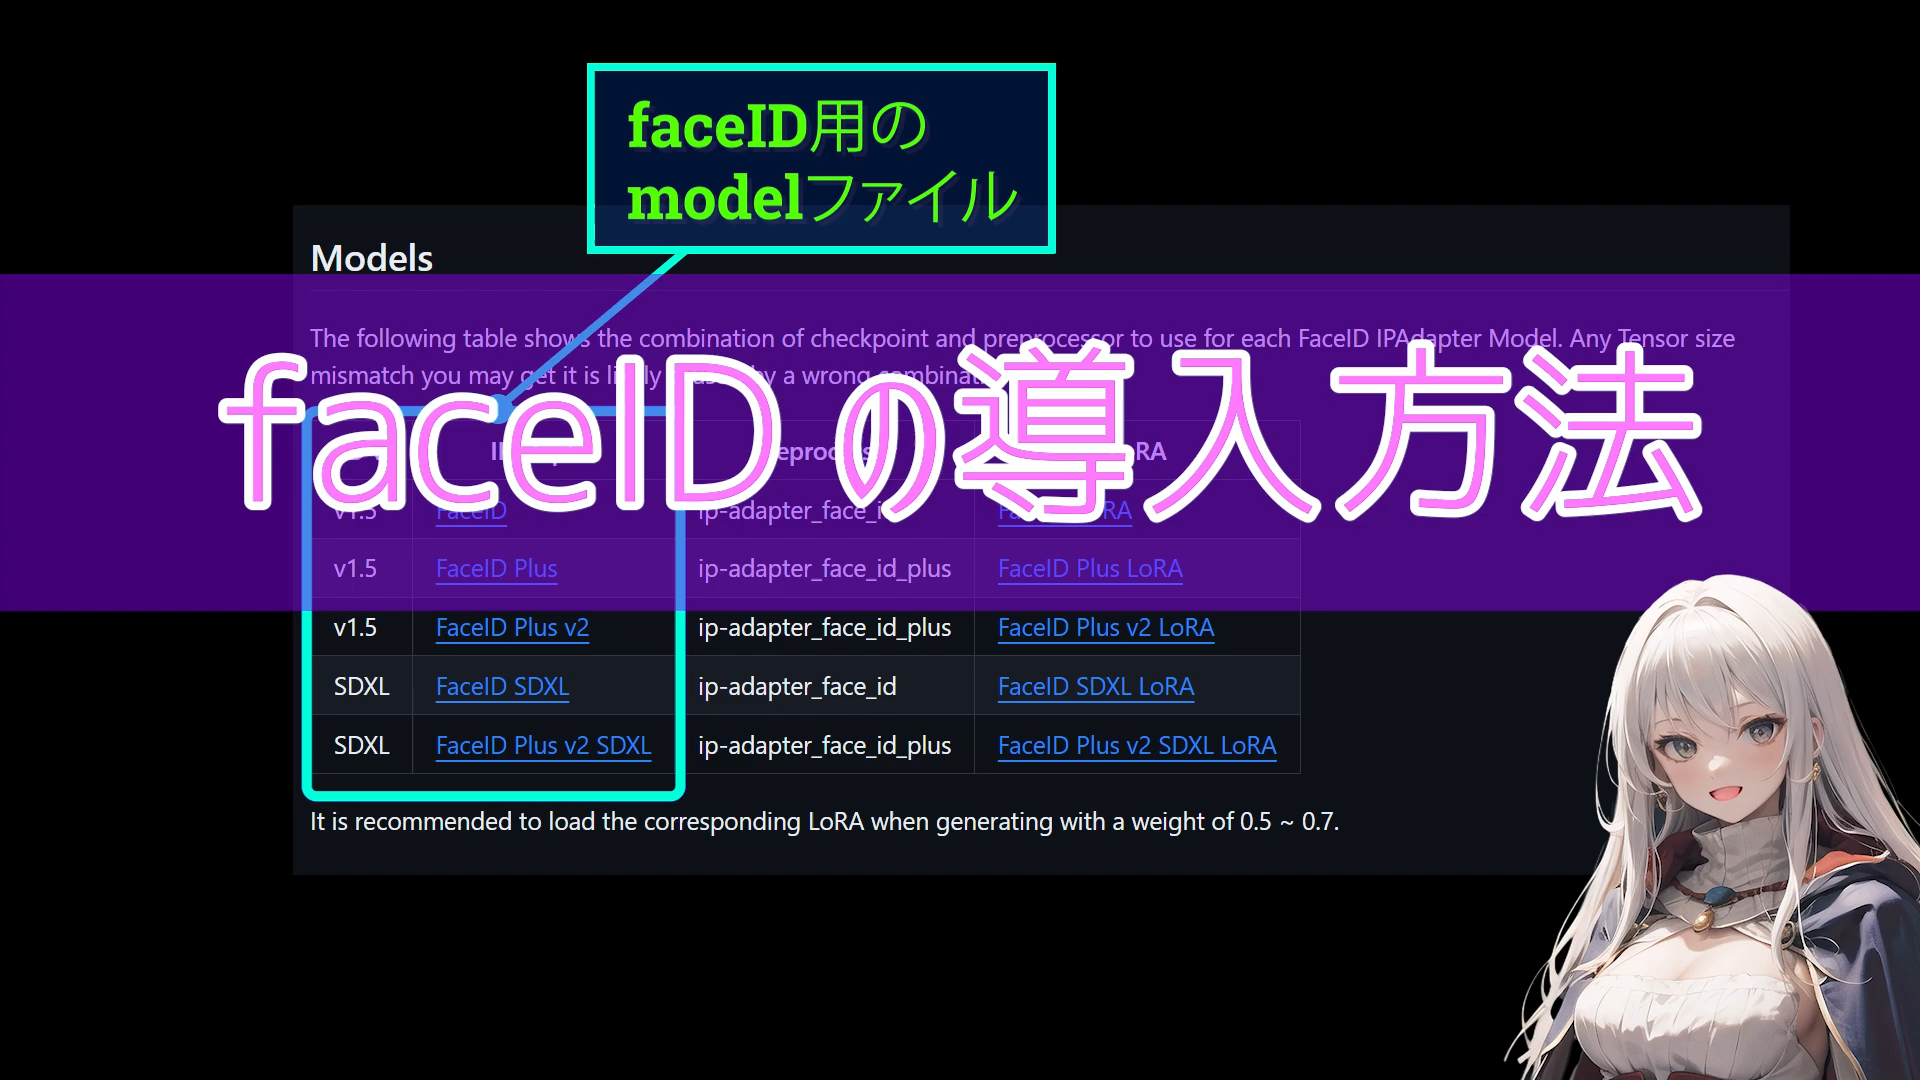 faceID用の
modelファイル
Models
The following table shows the combination of checkpoint and preprocessor to use for each FaceID IPAdapter Model. Any Tensor size
mismatch you may get it is likely by a wrong
faceIDの導入方法
v1.5 FaceID
v1.5 FaceID Plus ip-adapter_face_id_plus FaceID Plus LoRA
v1.5 FaceID Plus v2 ip-adapter_face_id_plus FaceID Plus v2 LoRA
SDXL FaceID SDXL ip-adapter_face_id FaceID SDXL LoRA
SDXL FaceID Plus v2 SDXL ip-adapter_face_id_plus FaceID Plus v2 SDXL LoRA
It is recommended to load the corresponding LoRA when generating with a weight of 0.5 ~ 0.7.